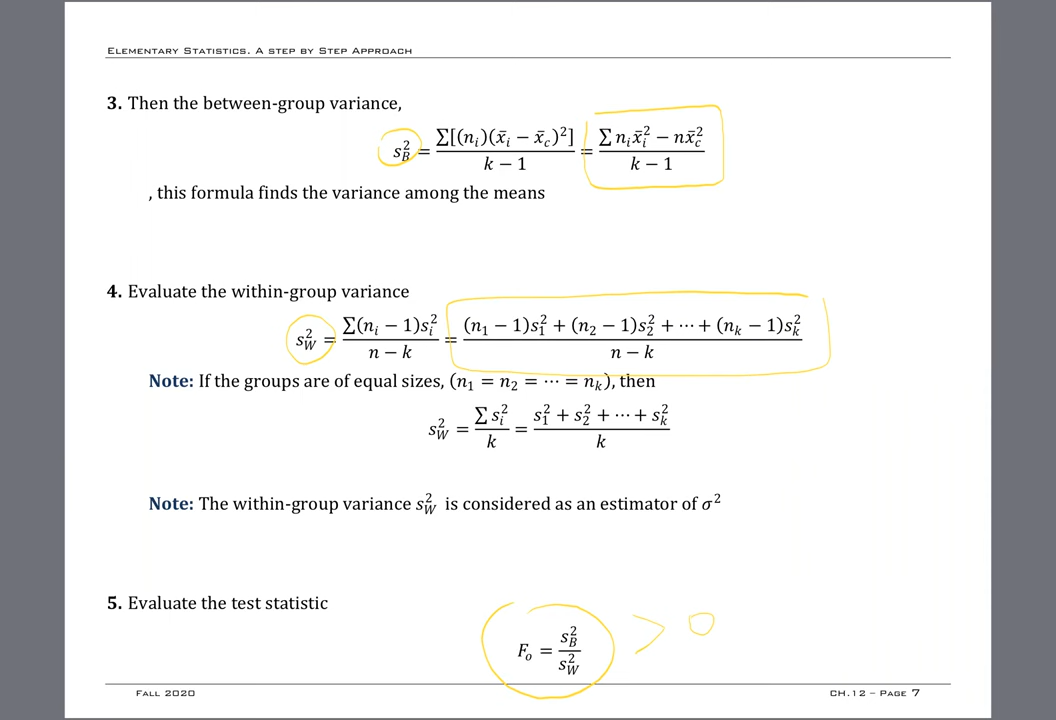 ELEMENTARY STATISTICS. A STEP BY STEP APPROACH
3. Then the between-group variance,
s_B^2 = Σ[(n_i)(x̄_i − x̄_c)^2] / (k − 1) = (Σ n_i x̄_i^2 − n x̄_c^2) / (k − 1)
, this formula finds the variance among the means
4. Evaluate the within-group variance
s_W^2 = Σ(n_i − 1)s_i^2 / (n − k) = ((n_1 − 1)s_1^2 + (n_2 − 1)s_2^2 + ⋯ + (n_k − 1)s_k^2) / (n − k)
Note: If the groups are of equal sizes, (n_1 = n_2 = ⋯ = n_k), then
s_W^2 = Σ s_i^2 / k = (s_1^2 + s_2^2 + ⋯ + s_k^2) / k
Note: The within-group variance s_W^2 is considered as an estimator of σ^2
5. Evaluate the test statistic
F_o = s_B^2 / s_W^2 > 0
FALL 2020 CH.12 – PAGE 7